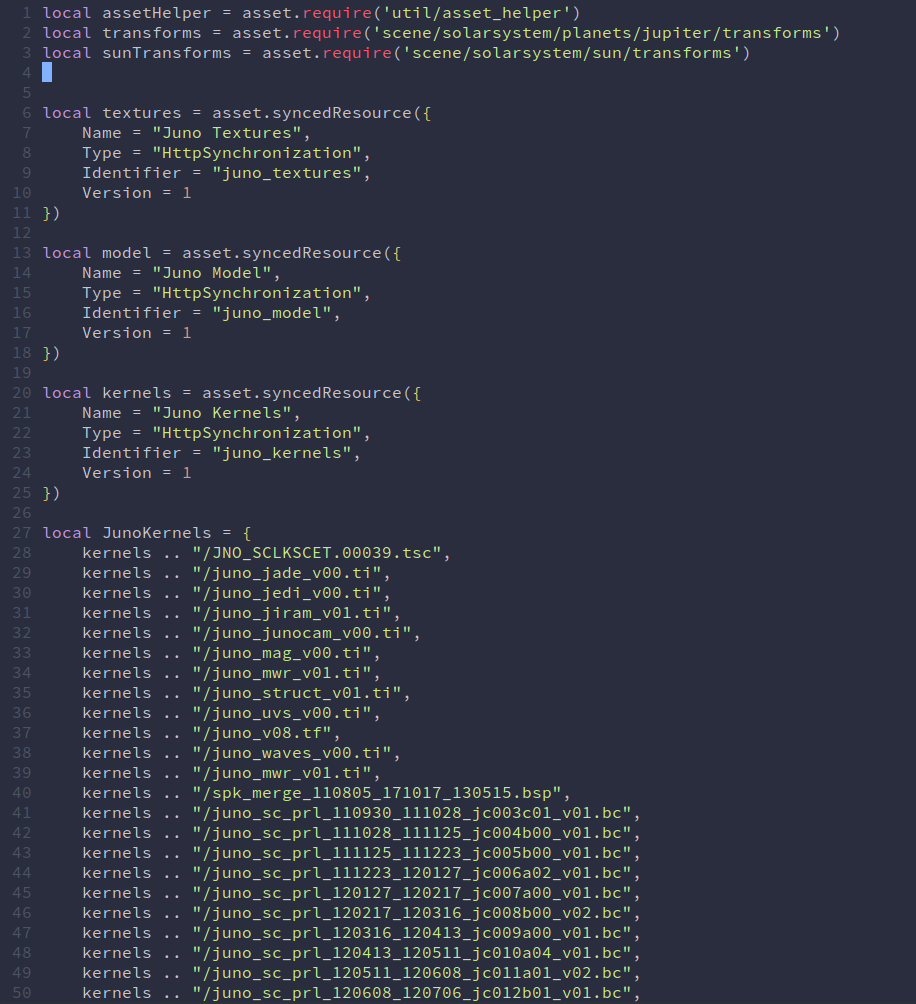 1 local assetHelper = asset.require('util/asset_helper')
2 local transforms = asset.require('scene/solarsystem/planets/jupiter/transforms')
3 local sunTransforms = asset.require('scene/solarsystem/sun/transforms')
4
5
6 local textures = asset.syncedResource({
7     Name = "Juno Textures",
8     Type = "HttpSynchronization",
9     Identifier = "juno_textures",
10     Version = 1
11 })
12
13 local model = asset.syncedResource({
14     Name = "Juno Model",
15     Type = "HttpSynchronization",
16     Identifier = "juno_model",
17     Version = 1
18 })
19
20 local kernels = asset.syncedResource({
21     Name = "Juno Kernels",
22     Type = "HttpSynchronization",
23     Identifier = "juno_kernels",
24     Version = 1
25 })
26
27 local JunoKernels = {
28     kernels .. "/JNO_SCLKSCET.00039.tsc",
29     kernels .. "/juno_jade_v00.ti",
30     kernels .. "/juno_jedi_v00.ti",
31     kernels .. "/juno_jiram_v01.ti",
32     kernels .. "/juno_junocam_v00.ti",
33     kernels .. "/juno_mag_v00.ti",
34     kernels .. "/juno_mwr_v01.ti",
35     kernels .. "/juno_struct_v01.ti",
36     kernels .. "/juno_uvs_v00.ti",
37     kernels .. "/juno_v08.tf",
38     kernels .. "/juno_waves_v00.ti",
39     kernels .. "/juno_mwr_v01.ti",
40     kernels .. "/spk_merge_110805_171017_130515.bsp",
41     kernels .. "/juno_sc_prl_110930_111028_jc003c01_v01.bc",
42     kernels .. "/juno_sc_prl_111028_111125_jc004b00_v01.bc",
43     kernels .. "/juno_sc_prl_111125_111223_jc005b00_v01.bc",
44     kernels .. "/juno_sc_prl_111223_120127_jc006a02_v01.bc",
45     kernels .. "/juno_sc_prl_120127_120217_jc007a00_v01.bc",
46     kernels .. "/juno_sc_prl_120217_120316_jc008b00_v02.bc",
47     kernels .. "/juno_sc_prl_120316_120413_jc009a00_v01.bc",
48     kernels .. "/juno_sc_prl_120413_120511_jc010a04_v01.bc",
49     kernels .. "/juno_sc_prl_120511_120608_jc011a01_v02.bc",
50     kernels .. "/juno_sc_prl_120608_120706_jc012b01_v01.bc",